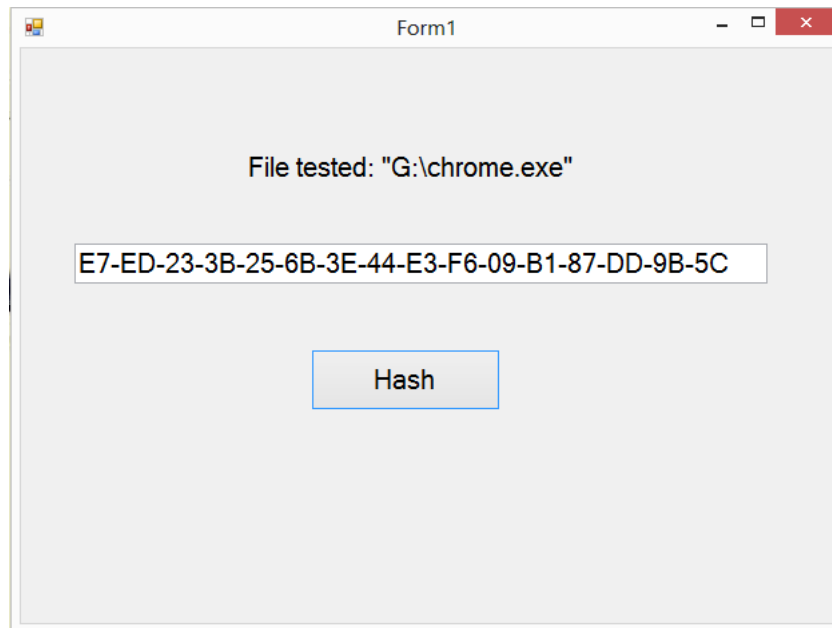 Form1
File tested: "G:\chrome.exe"
E7-ED-23-3B-25-6B-3E-44-E3-F6-09-B1-87-DD-9B-5C
Hash